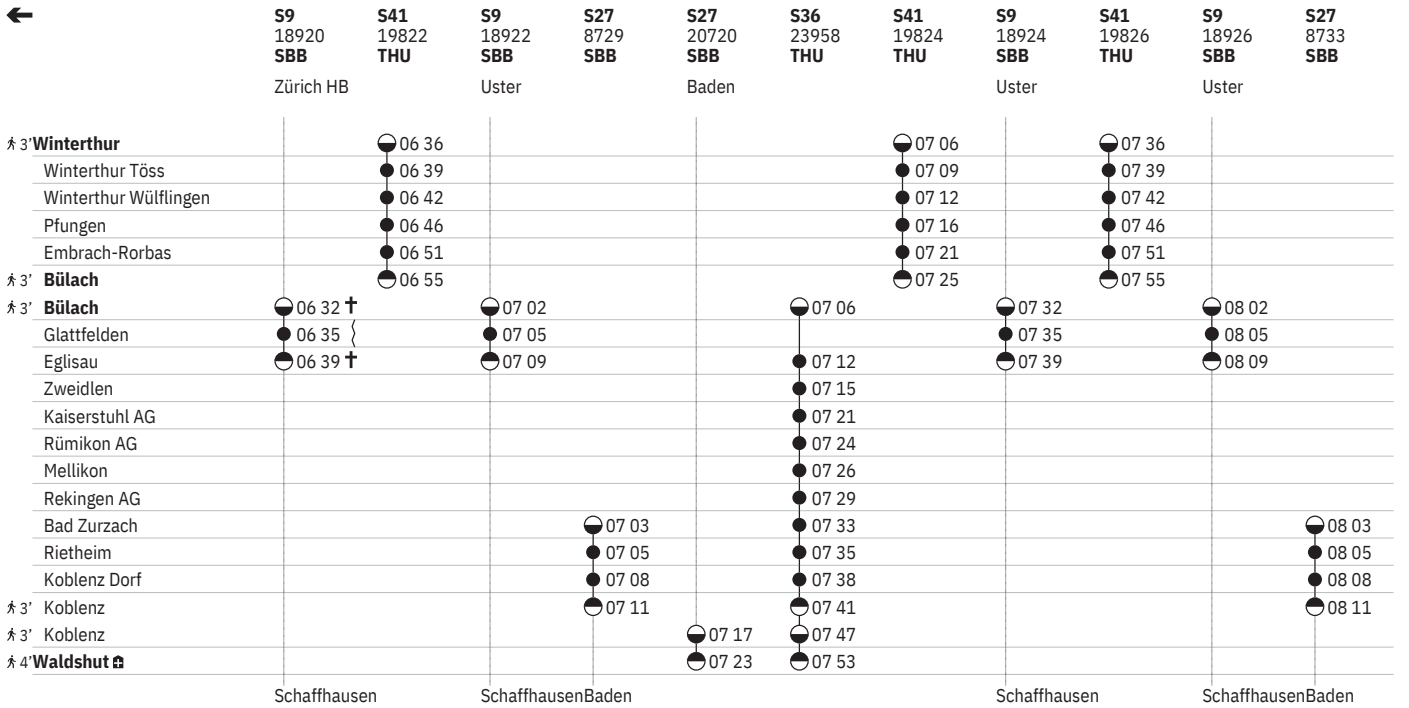 S9 S41 S9 S27 S27 S36 S41 S9 S41 S9 S27
18920 19822 18922 8729 20720 23958 19824 18924 19826 18926 8733
SBB THU SBB SBB SBB THU THU SBB THU SBB SBB
Zürich HB Uster Baden Uster Uster
3' Winterthur 06 36 07 06 07 36
Winterthur Töss 06 39 07 09 07 39
Winterthur Wülflingen 06 42 07 12 07 42
Pfungen 06 46 07 16 07 46
Embrach-Rorbas 06 51 07 21 07 51
3' Bülach 06 55 07 25 07 55
3' Bülach 06 32 ✝ 07 02 07 06 07 32 08 02
Glattfelden 06 35 07 05 07 35 08 05
Eglisau 06 39 ✝ 07 09 07 12 07 39 08 09
Zweidlen 07 15
Kaiserstuhl AG 07 21
Rümikon AG 07 24
Mellikon 07 26
Rekingen AG 07 29
Bad Zurzach 07 03 07 33 08 03
Rietheim 07 05 07 35 08 05
Koblenz Dorf 07 08 07 38 08 08
3' Koblenz 07 11 07 41 08 11
3' Koblenz 07 17 07 47
4' Waldshut 07 23 07 53
Schaffhausen Schaffhausen Baden Schaffhausen Schaffhausen Baden